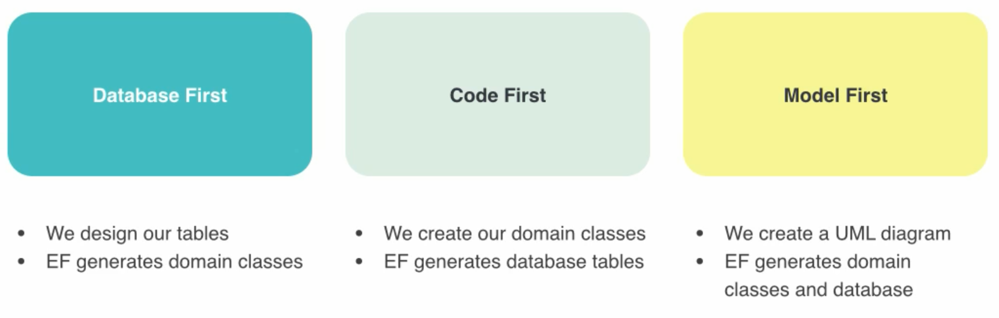 Database First
Code First
Model First
• We design our tables
• EF generates domain classes
• We create our domain classes
• EF generates database tables
• We create a UML diagram
• EF generates domain
classes and database